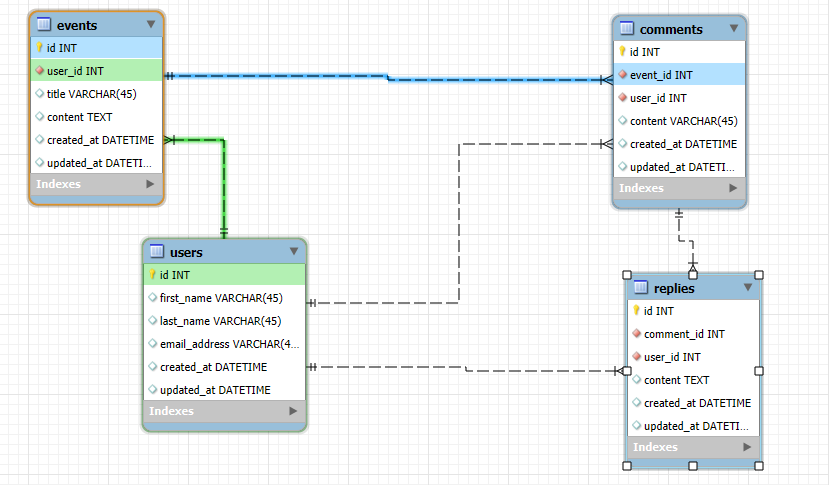 events
id INT
user_id INT
title VARCHAR(45)
content TEXT
created_at DATETIME
updated_at DATETI...
Indexes
comments
id INT
event_id INT
user_id INT
content VARCHAR(45)
created_at DATETIME
updated_at DATETI...
Indexes
users
id INT
first_name VARCHAR(45)
last_name VARCHAR(45)
email_address VARCHAR(4...
created_at DATETIME
updated_at DATETIME
Indexes
replies
id INT
comment_id INT
user_id INT
content TEXT
created_at DATETIME
updated_at DATETI...
Indexes